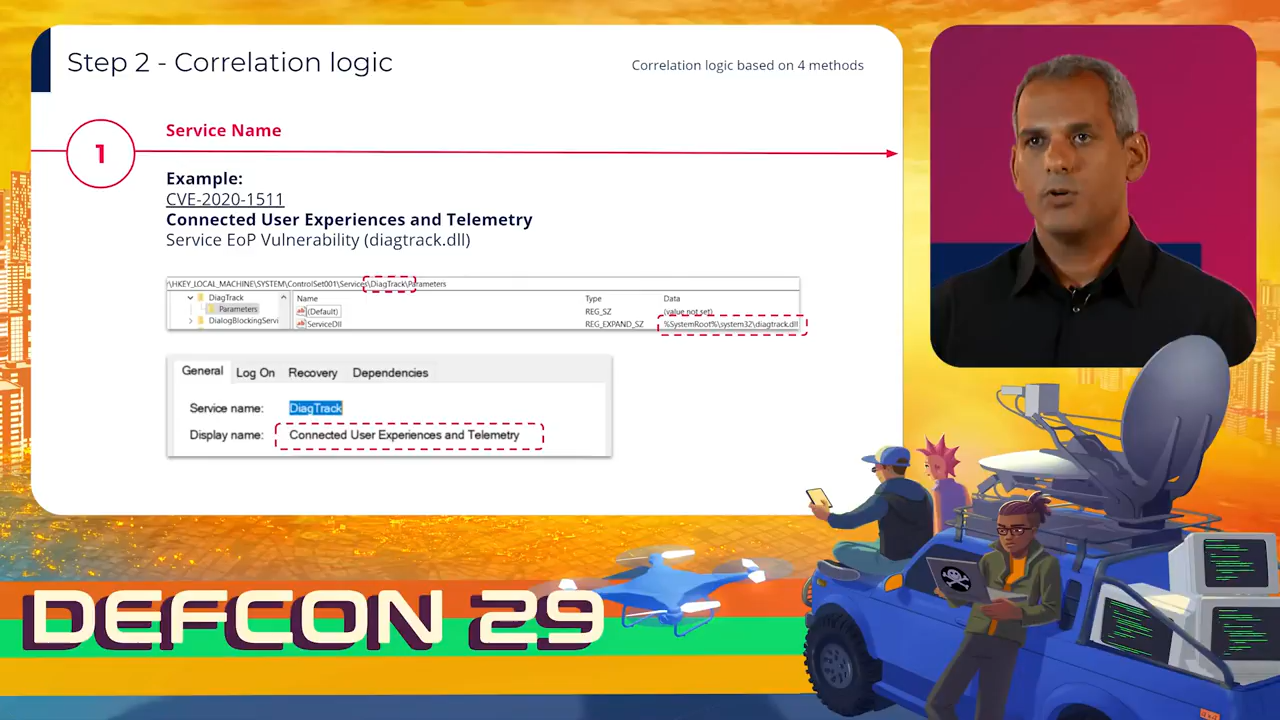 Step 2 - Correlation logic
Correlation logic based on 4 methods
1
Service Name
Example:
CVE-2020-1511
Connected User Experiences and Telemetry
Service EoP Vulnerability (diagtrack.dll)
\HKEY_LOCAL_MACHINE\SYSTEM\ControlSet001\Services\DiagTrack\Parameters
DiagTrack
Parameters
DialogBlockingServi
Name Type Data
(Default) REG_SZ (value not set)
ServiceDll REG_EXPAND_SZ %SystemRoot%\system32\diagtrack.dll
General Log On Recovery Dependencies
Service name: DiagTrack
Display name: Connected User Experiences and Telemetry
DEFCON 29